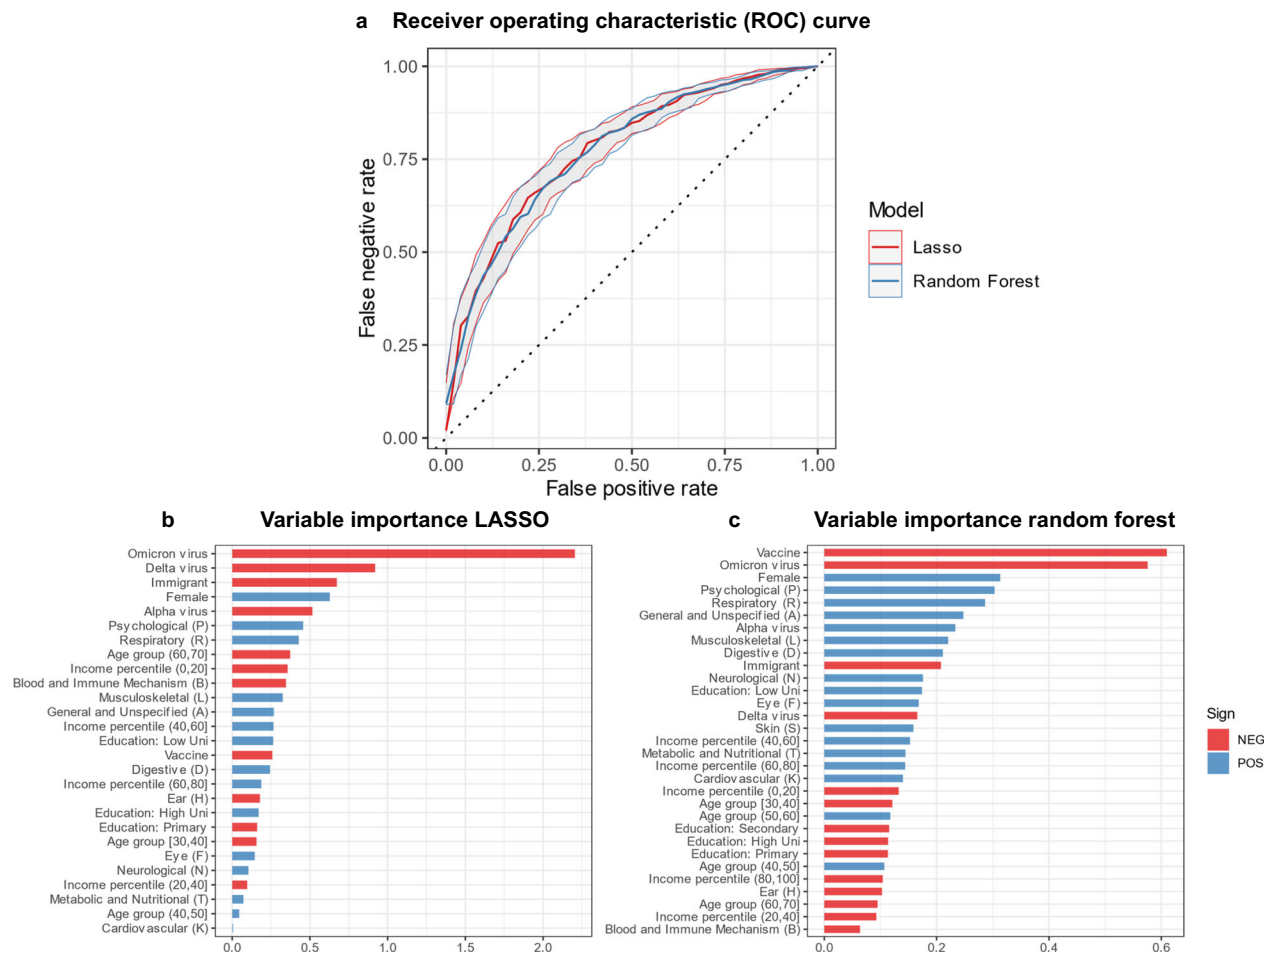 a Receiver operating characteristic (ROC) curve
1.00
0.75
0.50
0.25
0.00
False negative rate
0.00 0.25 0.50 0.75 1.00
False positive rate
Model
Lasso
Random Forest
b Variable importance LASSO
Omicron virus
Delta virus
Immigrant
Female
Alpha virus
Psychological (P)
Respiratory (R)
Age group (60,70]
Income percentile (0,20]
Blood and Immune Mechanism (B)
Musculoskeletal (L)
General and Unspecified (A)
Income percentile (40,60]
Education: Low Uni
Vaccine
Digestive (D)
Income percentile (60,80]
Ear (H)
Education: High Uni
Education: Primary
Age group [30,40]
Eye (F)
Neurological (N)
Income percentile (20,40]
Metabolic and Nutritional (T)
Age group (40,50]
Cardiovascular (K)
0.0 0.5 1.0 1.5 2.0
c Variable importance random forest
Vaccine
Omicron virus
Female
Psychological (P)
Respiratory (R)
General and Unspecified (A)
Alpha virus
Musculoskeletal (L)
Digestive (D)
Immigrant
Neurological (N)
Education: Low Uni
Eye (F)
Delta virus
Skin (S)
Income percentile (40,60]
Metabolic and Nutritional (T)
Income percentile (60,80]
Cardiovascular (K)
Income percentile (0,20]
Age group [30,40]
Age group (50,60]
Education: Secondary
Education: High Uni
Education: Primary
Age group (40,50]
Income percentile (80,100]
Ear (H)
Age group (60,70]
Income percentile (20,40]
Blood and Immune Mechanism (B)
0.0 0.2 0.4 0.6
Sign
NEG
POS